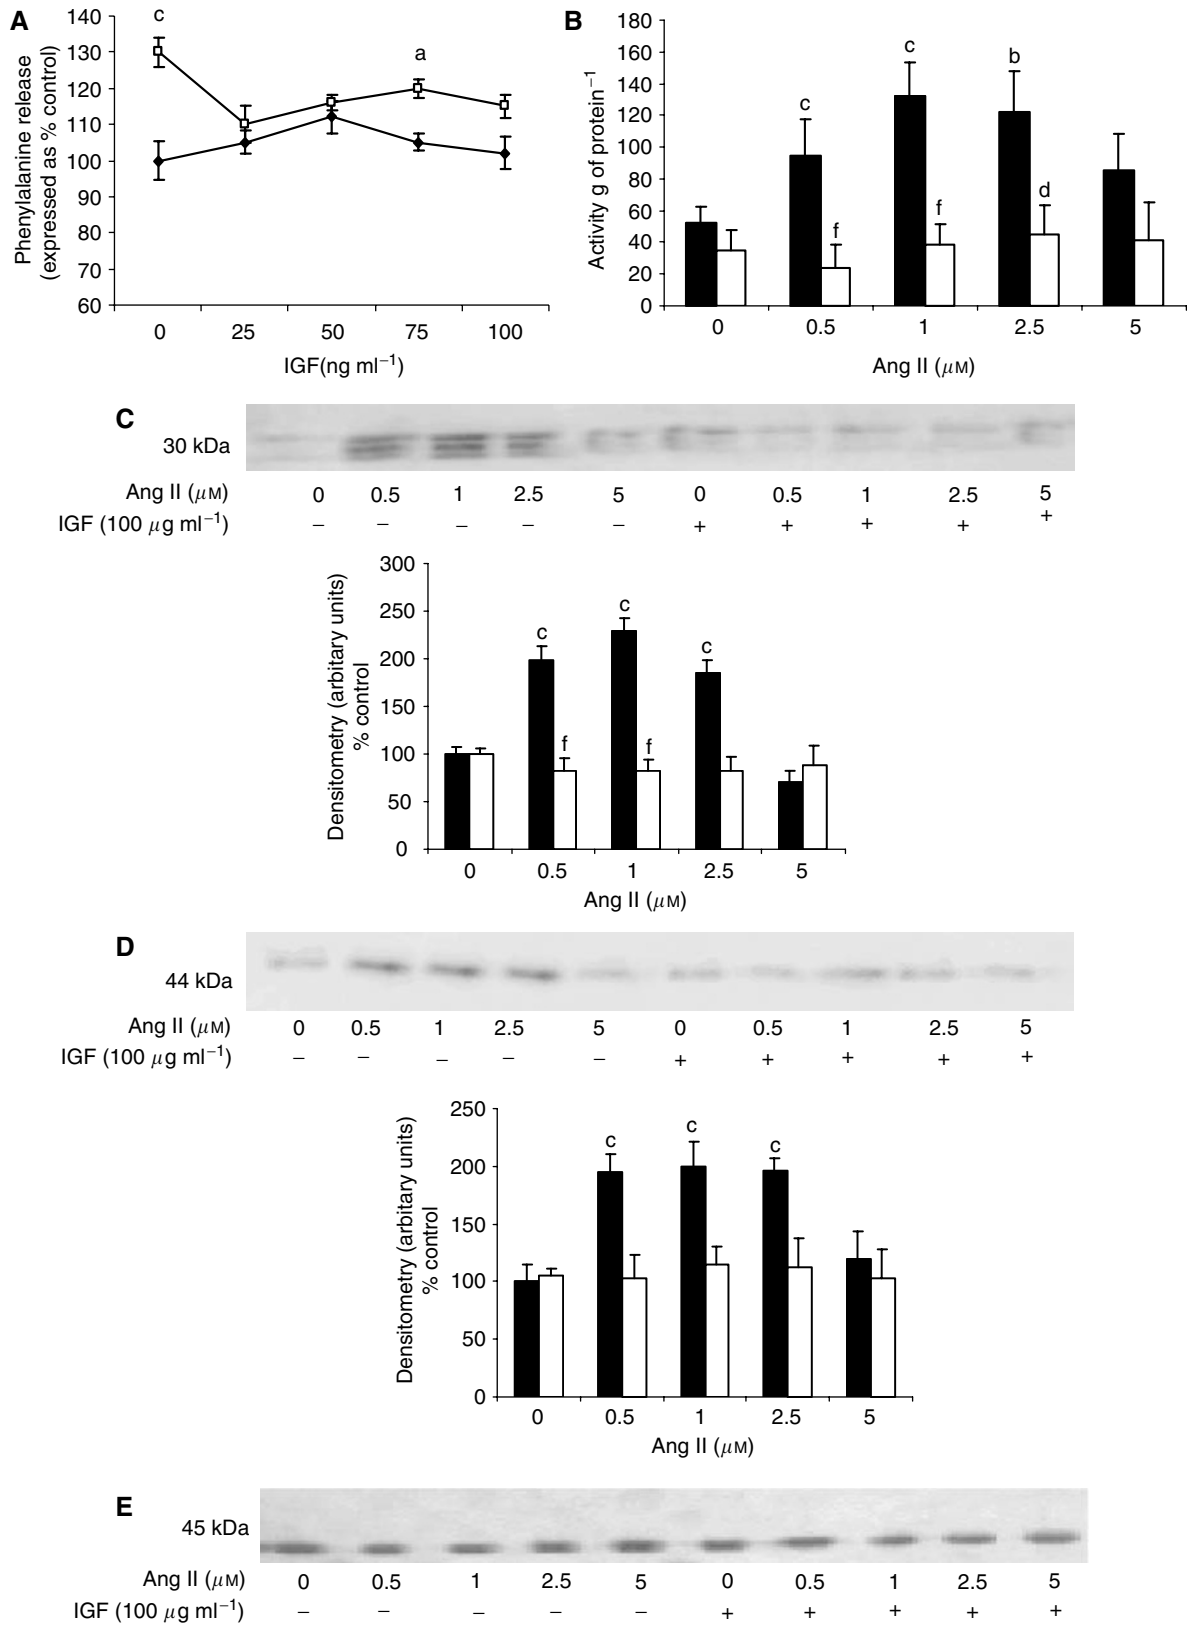 A
Phenylalanine release
(expressed as % control)
140
130
120
110
100
90
80
70
60
c
a
0 25 50 75 100
IGF(ng ml−1)
B
Activity g of protein−1
180
160
140
120
100
80
60
40
20
0
c
c
b
f
f
d
0 0.5 1 2.5 5
Ang II (μM)
C
30 kDa
Ang II (μM) 0 0.5 1 2.5 5 0 0.5 1 2.5 5
IGF (100 μg ml−1) − − − − − + + + + +
Densitometry (arbitary units)
% control
300
250
200
150
100
50
0
c
c
c
f
f
0 0.5 1 2.5 5
Ang II (μM)
D
44 kDa
Ang II (μM) 0 0.5 1 2.5 5 0 0.5 1 2.5 5
IGF (100 μg ml−1) − − − − − + + + + +
Densitometry (arbitary units)
% control
250
200
150
100
50
0
c
c
c
0 0.5 1 2.5 5
Ang II (μM)
E
45 kDa
Ang II (μM) 0 0.5 1 2.5 5 0 0.5 1 2.5 5
IGF (100 μg ml−1) − − − − − + + + + +